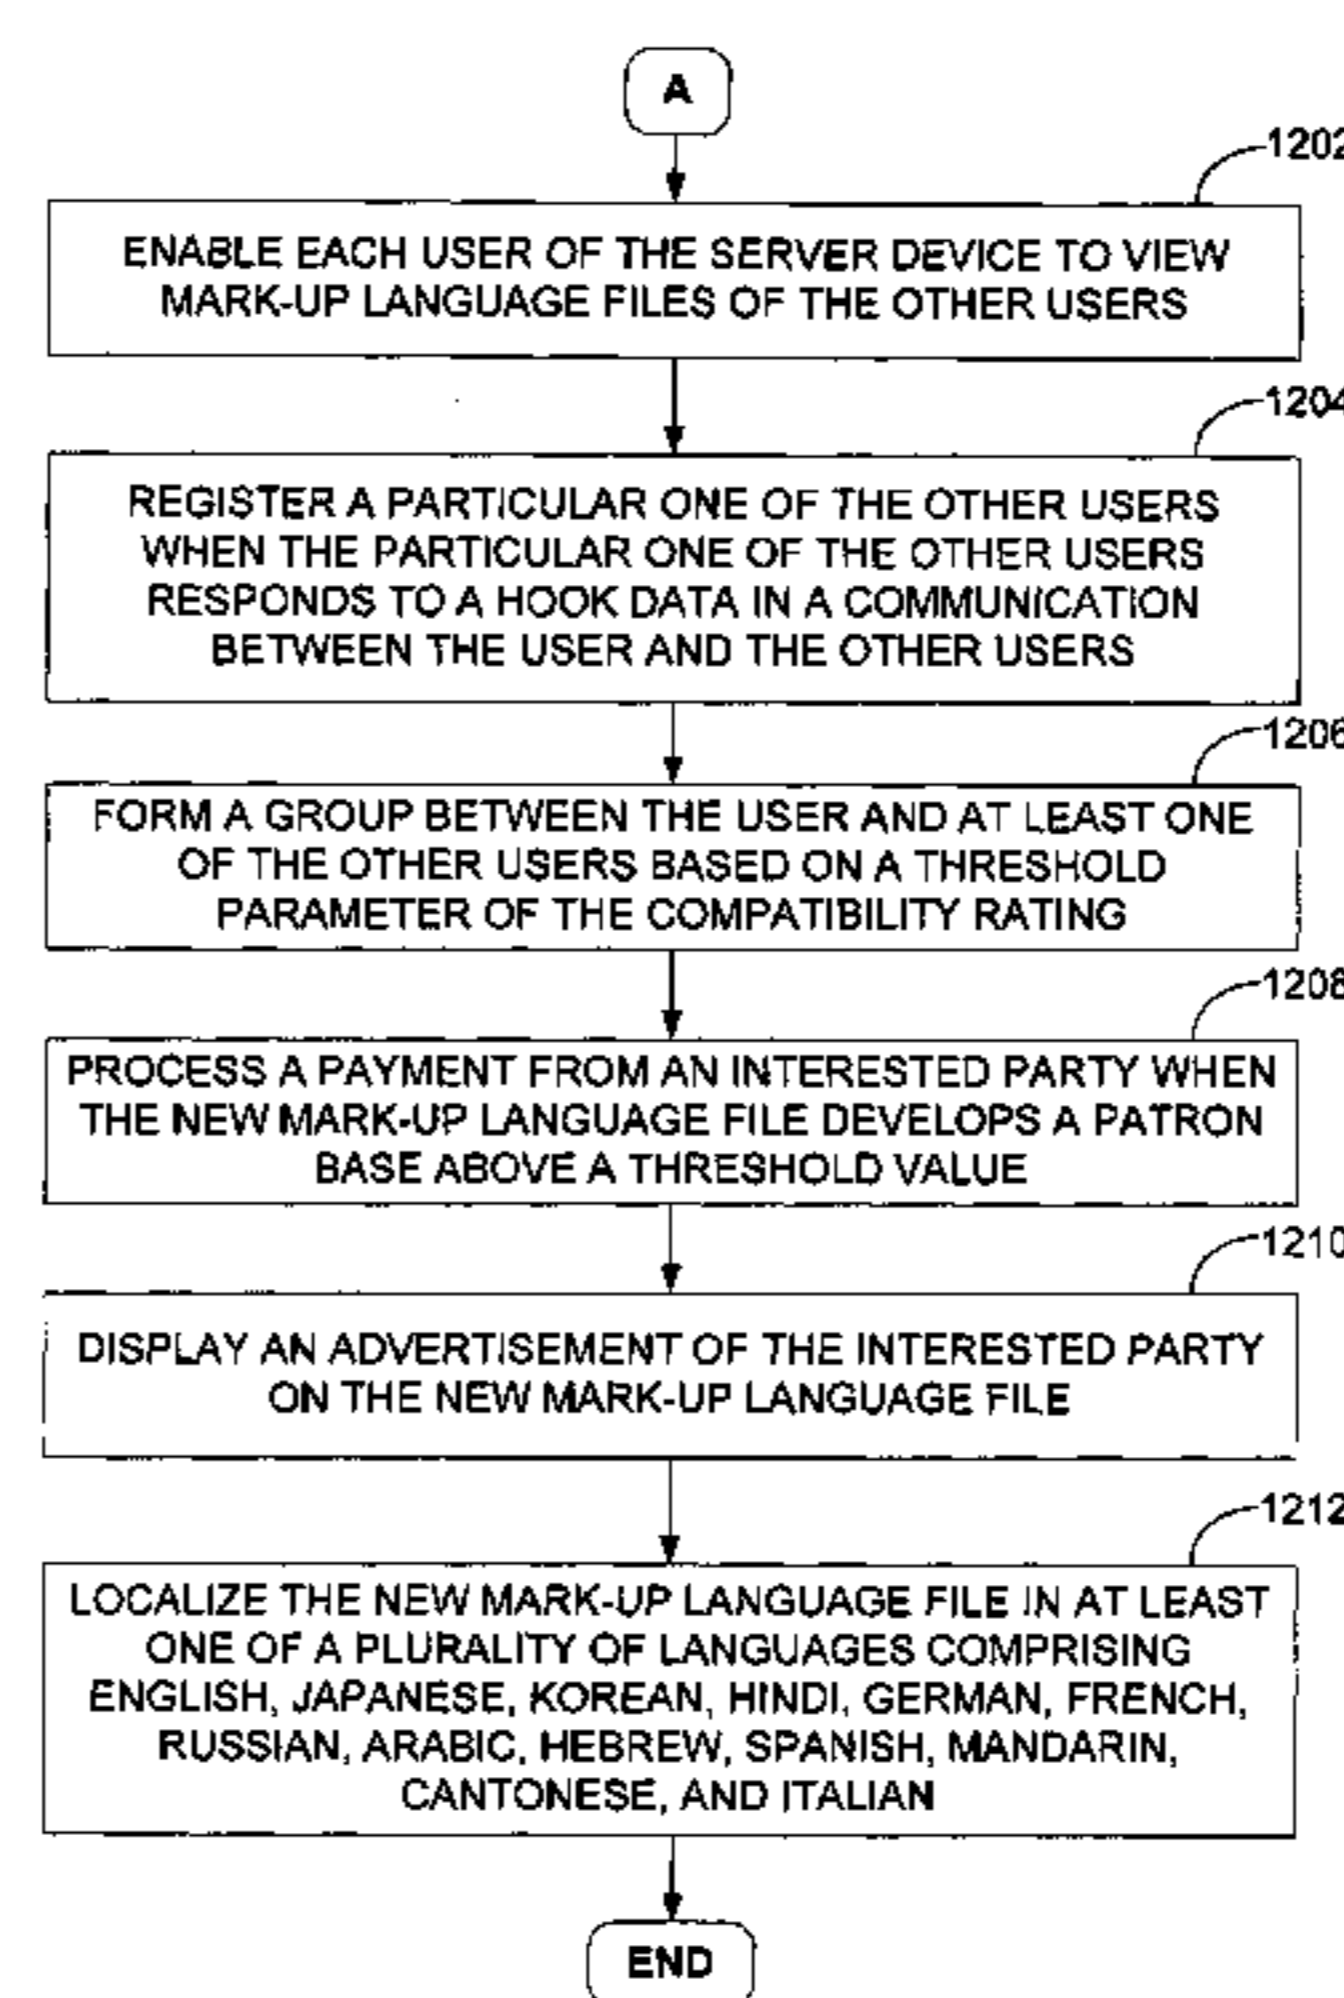 A
1202
ENABLE EACH USER OF THE SERVER DEVICE TO VIEW
MARK-UP LANGUAGE FILES OF THE OTHER USERS
1204
REGISTER A PARTICULAR ONE OF THE OTHER USERS
WHEN THE PARTICULAR ONE OF THE OTHER USERS
RESPONDS TO A HOOK DATA IN A COMMUNICATION
BETWEEN THE USER AND THE OTHER USERS
1206
FORM A GROUP BETWEEN THE USER AND AT LEAST ONE
OF THE OTHER USERS BASED ON A THRESHOLD
PARAMETER OF THE COMPATIBILITY RATING
1208
PROCESS A PAYMENT FROM AN INTERESTED PARTY WHEN
THE NEW MARK-UP LANGUAGE FILE DEVELOPS A PATRON
BASE ABOVE A THRESHOLD VALUE
1210
DISPLAY AN ADVERTISEMENT OF THE INTERESTED PARTY
ON THE NEW MARK-UP LANGUAGE FILE
1212
LOCALIZE THE NEW MARK-UP LANGUAGE FILE IN AT LEAST
ONE OF A PLURALITY OF LANGUAGES COMPRISING
ENGLISH, JAPANESE, KOREAN, HINDI, GERMAN, FRENCH,
RUSSIAN, ARABIC, HEBREW, SPANISH, MANDARIN,
CANTONESE, AND ITALIAN
END